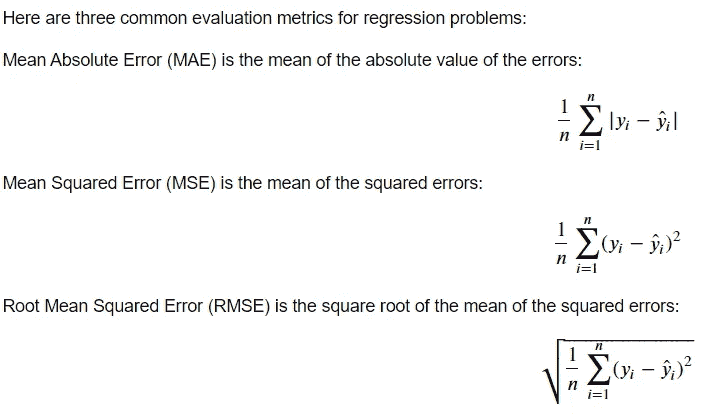 Here are three common evaluation metrics for regression problems:
Mean Absolute Error (MAE) is the mean of the absolute value of the errors:
$\frac{1}{n} \sum_{i=1}^{n} |y_i - \hat{y}_i|$
Mean Squared Error (MSE) is the mean of the squared errors:
$\frac{1}{n} \sum_{i=1}^{n} (y_i - \hat{y}_i)^2$
Root Mean Squared Error (RMSE) is the square root of the mean of the squared errors:
$\sqrt{\frac{1}{n} \sum_{i=1}^{n} (y_i - \hat{y}_i)^2}$